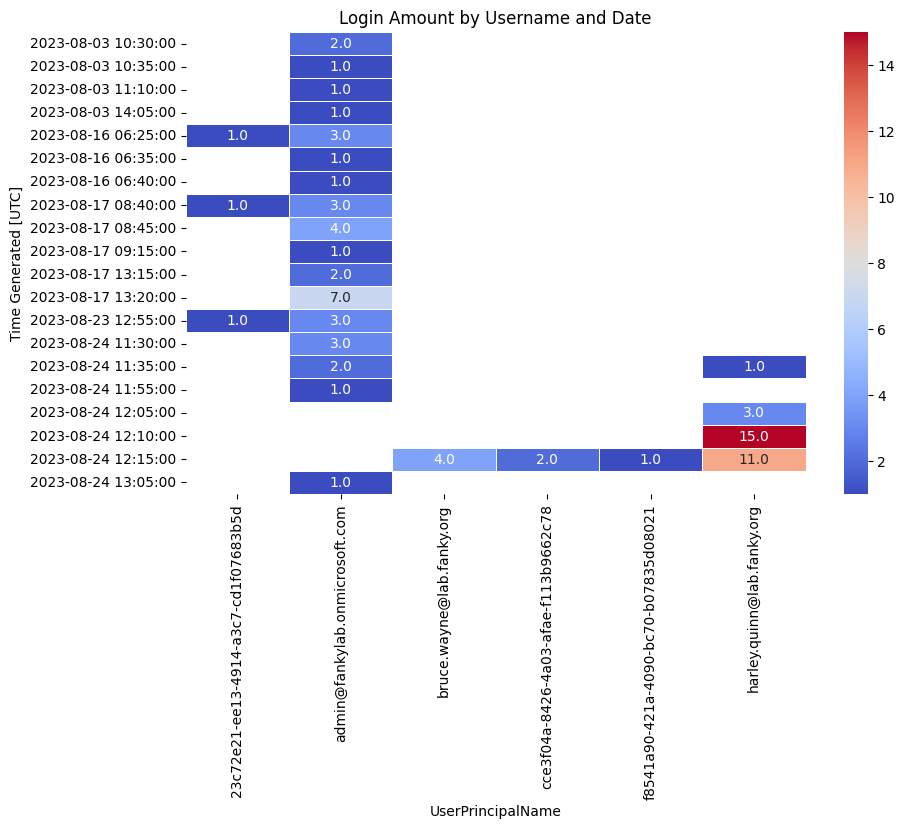 Login Amount by Username and Date
Time Generated [UTC]
2023-08-03 10:30:00 2.0
2023-08-03 10:35:00 1.0
2023-08-03 11:10:00 1.0
2023-08-03 14:05:00 1.0
2023-08-16 06:25:00 1.0 3.0
2023-08-16 06:35:00 1.0
2023-08-16 06:40:00 1.0
2023-08-17 08:40:00 1.0 3.0
2023-08-17 08:45:00 4.0
2023-08-17 09:15:00 1.0
2023-08-17 13:15:00 2.0
2023-08-17 13:20:00 7.0
2023-08-23 12:55:00 1.0 3.0
2023-08-24 11:30:00 3.0
2023-08-24 11:35:00 2.0 1.0
2023-08-24 11:55:00 1.0
2023-08-24 12:05:00 3.0
2023-08-24 12:10:00 15.0
2023-08-24 12:15:00 4.0 2.0 1.0 11.0
2023-08-24 13:05:00 1.0
23c72e21-ee13-4914-a3c7-cd1f07683b5d
admin@fankylab.onmicrosoft.com
bruce.wayne@lab.fanky.org
cce3f04a-8426-4a03-afae-f113b9662c78
f8541a90-421a-4090-bc70-b07835d08021
harley.quinn@lab.fanky.org
UserPrincipalName
14
12
10
8
6
4
2